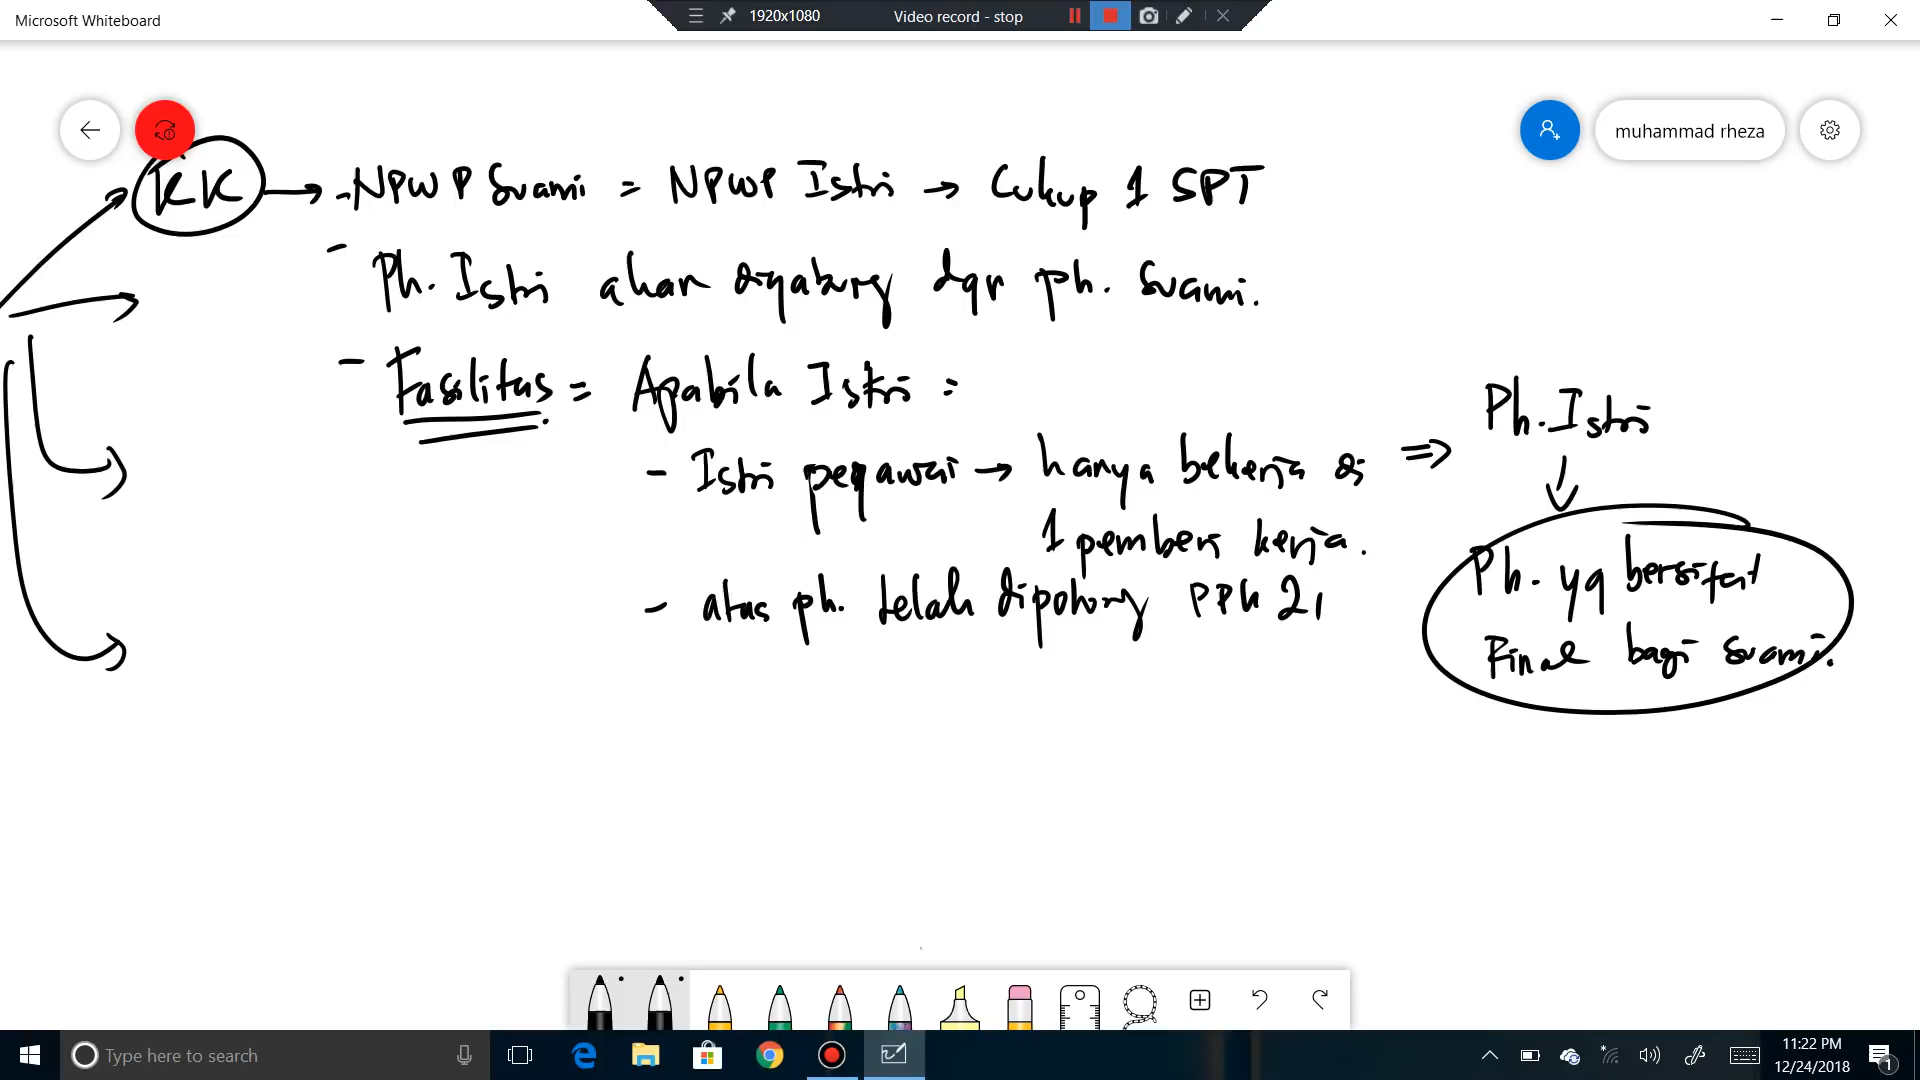 Microsoft Whiteboard
1920x1080 Video record - stop
muhammad rheza
KK → - NPWP Suami = NPWP Istri → Cukup 1 SPT
- Ph. Istri akan digabung dgn ph. Suami.
- Fasilitas = Apabila Istri =
- Istri pegawai → hanya bekerja di
1 pemberi kerja.
- atas ph. telah dipotong PPh 21
⇒ Ph. Istri
Ph. yg bersifat
Final bagi suami.
Type here to search
11:22 PM
12/24/2018
1